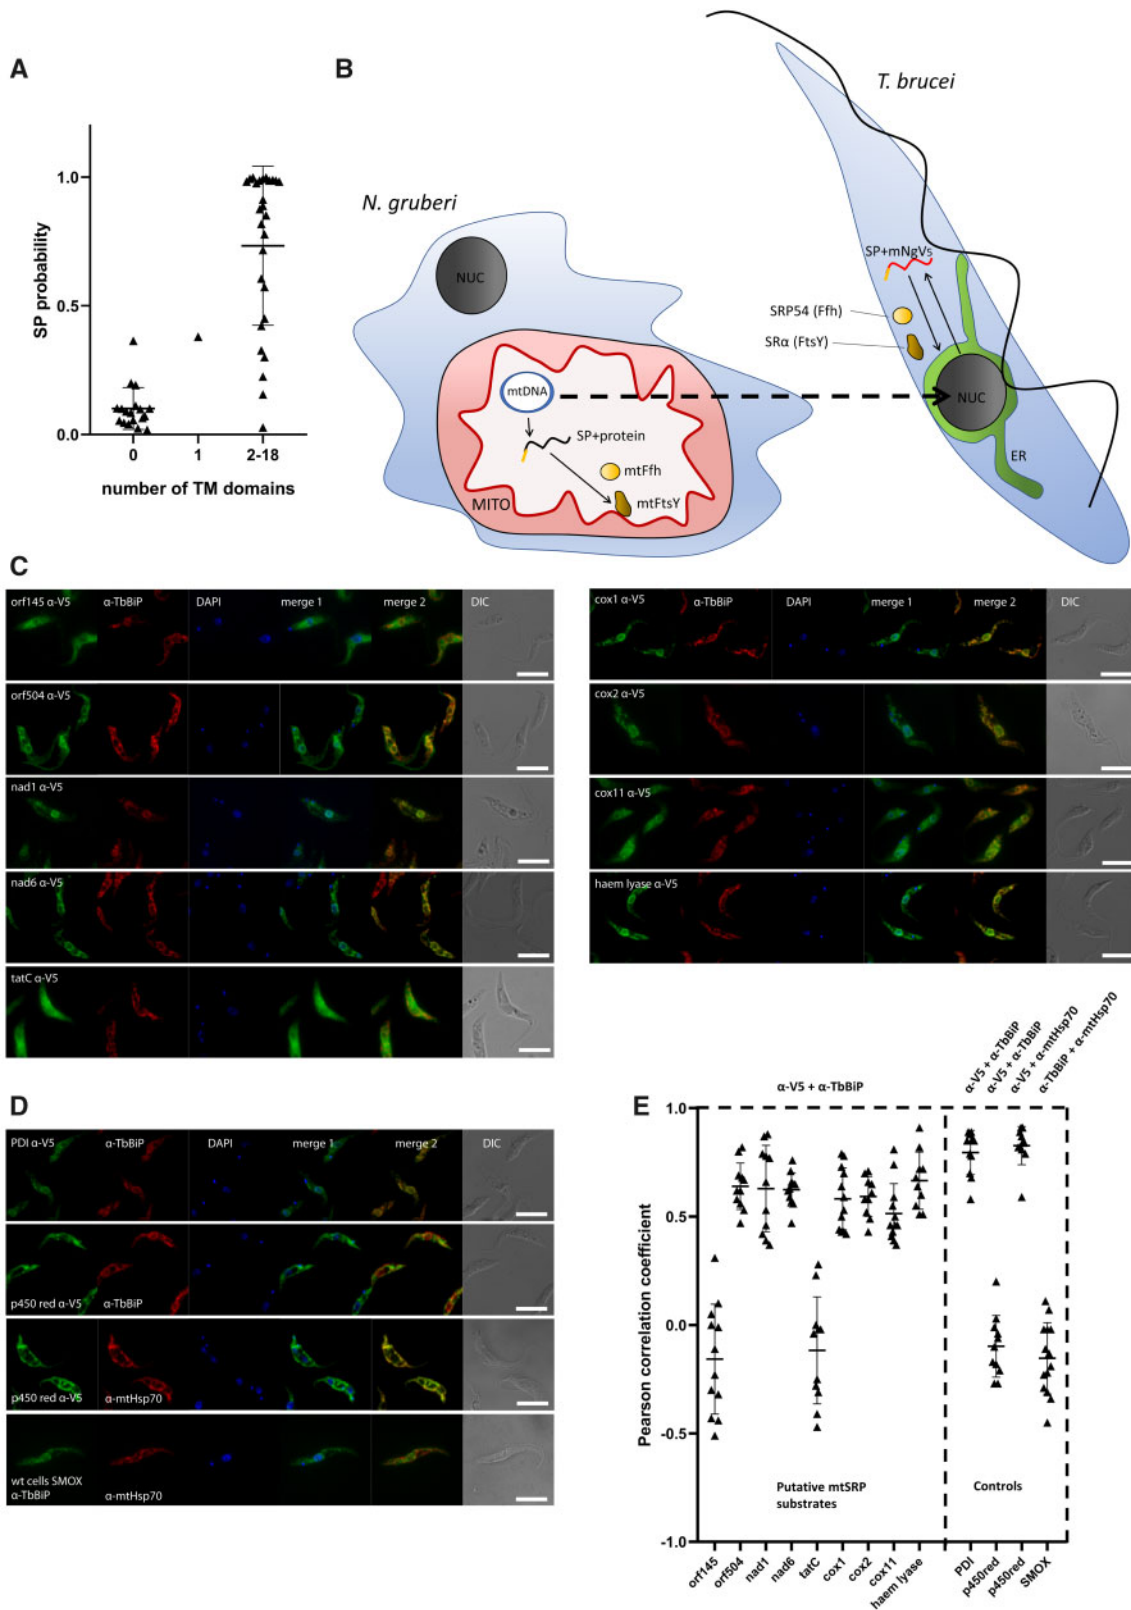 A
SP probability
1.0
0.5
0.0
0
1
2-18
number of TM domains
B
N. gruberi
NUC
mtDNA
SP+protein
mtFfh
mtFtsY
MITO
T. brucei
SP+mNgV5
SRP54 (Ffh)
SRα (FtsY)
NUC
ER
C
orf145 α-V5
α-TbBiP
DAPI
merge 1
merge 2
DIC
orf504 α-V5
nad1 α-V5
nad6 α-V5
tatC α-V5
cox1 α-V5
α-TbBiP
DAPI
merge 1
merge 2
DIC
cox2 α-V5
cox11 α-V5
haem lyase α-V5
D
PDI α-V5
α-TbBiP
DAPI
merge 1
merge 2
DIC
p450 red α-V5
α-TbBiP
p450 red α-V5
α-mtHsp70
wt cells SMOX
α-TbBiP
α-mtHsp70
E
α-V5 + α-TbBiP
α-V5 + α-TbBiP
α-V5 + α-TbBiP
α-V5 + α-mtHsp70
α-TbBiP + α-mtHsp70
Pearson correlation coefficient
1.0
0.5
0.0
-0.5
-1.0
Putative mtSRP
substrates
Controls
orf145
orf504
nad1
nad6
tatC
cox1
cox2
cox11
haem lyase
PDI
p450red
p450red
SMOX